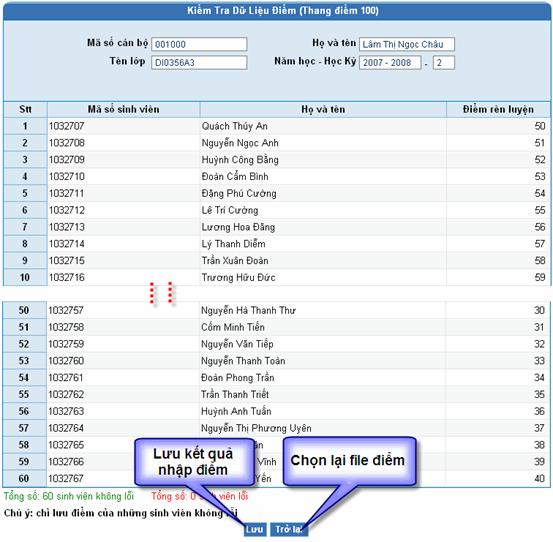 Kiểm Tra Dữ Liệu Điểm (Thang điểm 100)
Mã số cán bộ 001000 Họ và tên Lâm Thị Ngọc Châu
Tên lớp DI0356A3 Năm học - Học Kỳ 2007 - 2008 - 2
Stt Mã số sinh viên Họ và tên Điểm rèn luyện
1 1032707 Quách Thúy An 50
2 1032708 Nguyễn Ngọc Anh 51
3 1032709 Huỳnh Công Bằng 52
4 1032710 Đoàn Cẩm Bình 53
5 1032711 Đặng Phú Cường 54
6 1032712 Lê Trí Cường 55
7 1032713 Lương Hoa Đăng 56
8 1032714 Lý Thanh Diễm 57
9 1032715 Trần Xuân Đoàn 58
10 1032716 Trương Hữu Đức 59
50 1032757 Nguyễn Hà Thanh Thư 30
51 1032758 Cổm Minh Tiến 31
52 1032759 Nguyễn Văn Tiếp 32
53 1032760 Nguyễn Thanh Toàn 33
54 1032761 Đoàn Phong Trần 34
55 1032762 Trần Thanh Triết 35
56 1032763 Huỳnh Anh Tuấn 36
57 1032764 Nguyễn Thị Phương Uyên 37
58 1032765 38
59 1032766 Vĩnh 39
60 1032767 Yến 40
Lưu kết quả nhập điểm
Chọn lại file điểm
Tổng số: 60 sinh viên không lỗi Tổng số: 0 sinh viên lỗi
Chú ý: chỉ lưu điểm của những sinh viên không lỗi
Lưu Trở lại